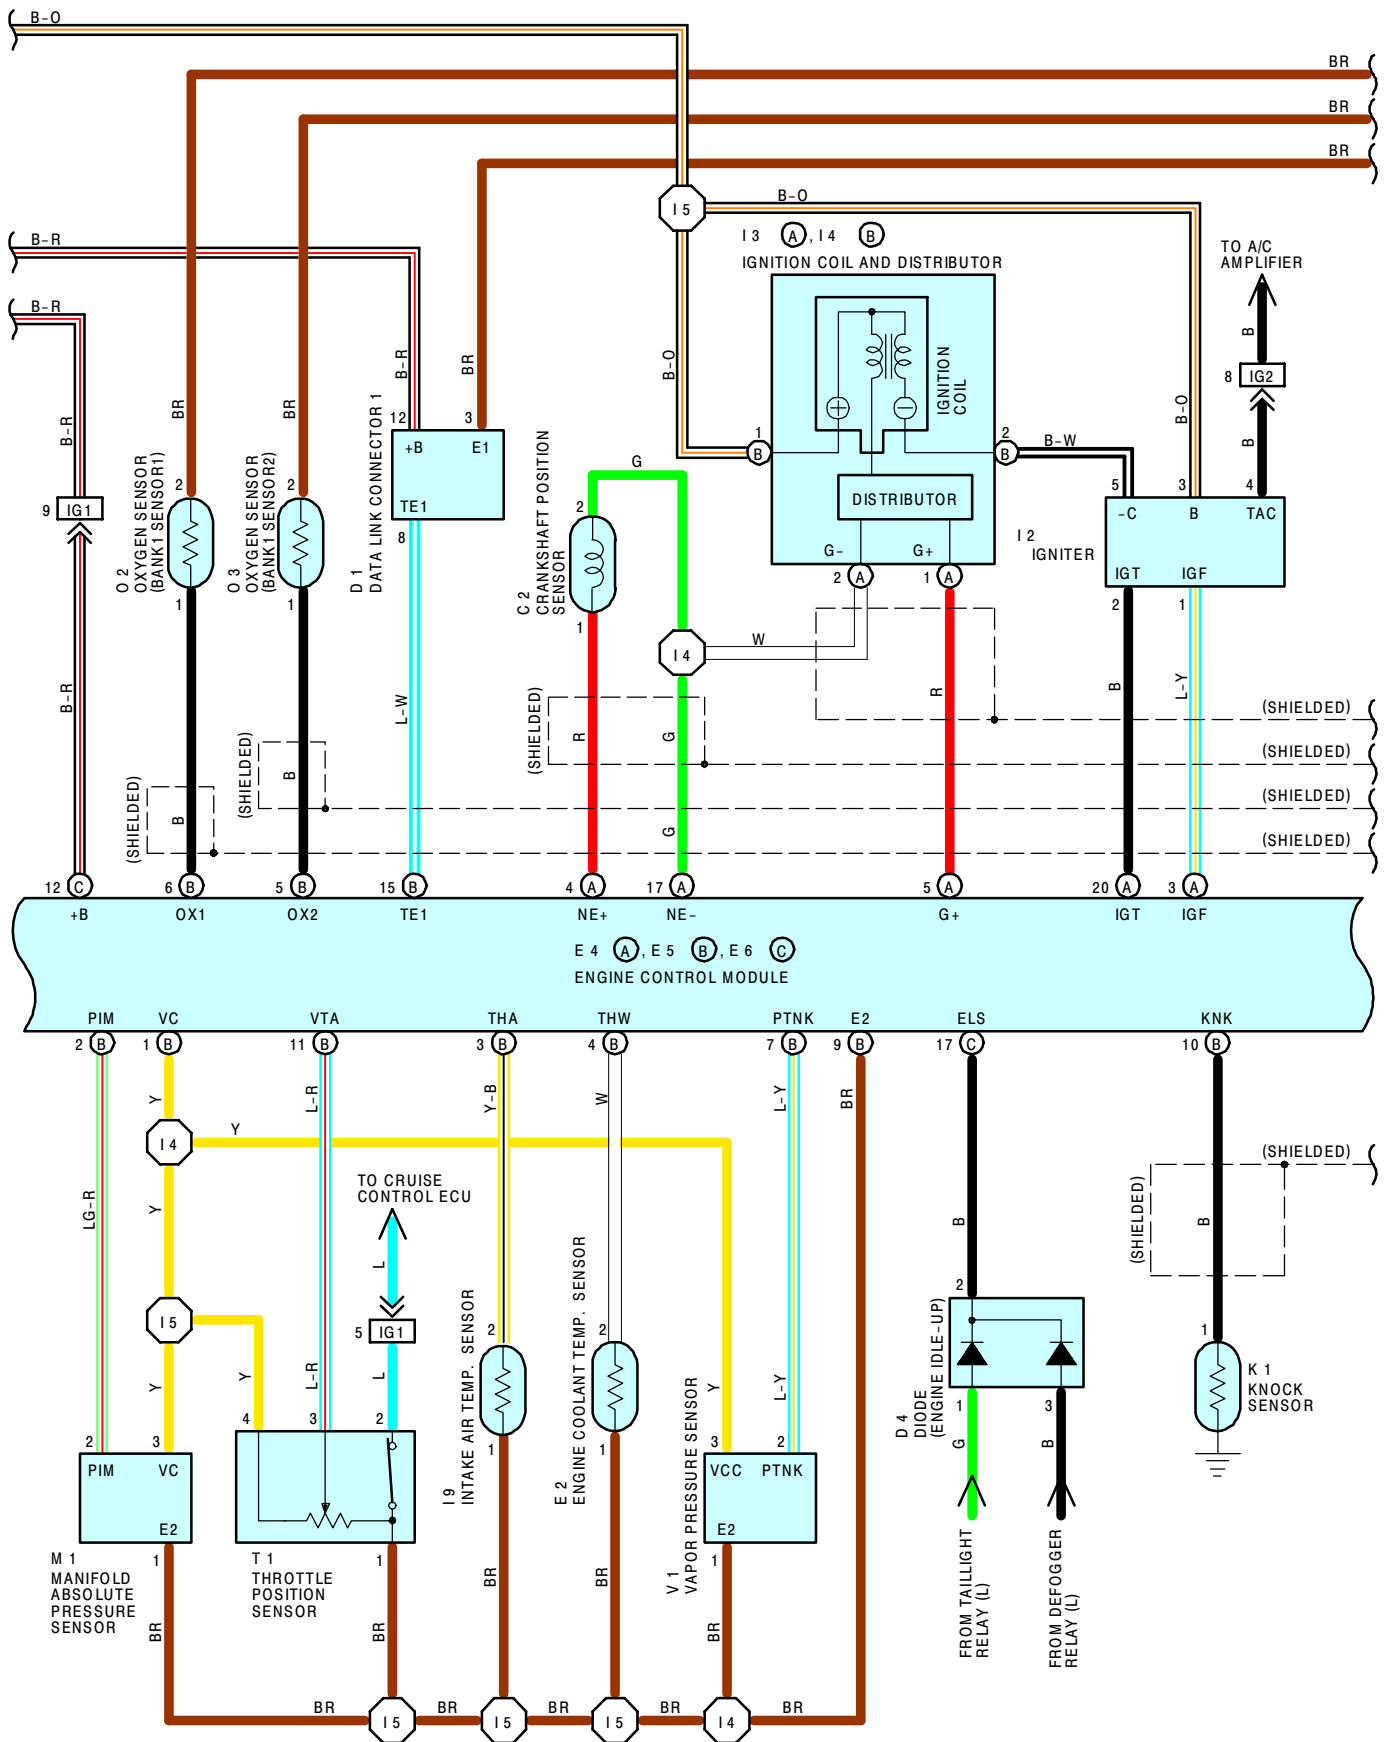 B-O
BR
BR
BR
I5
B-O
I3 A, I4 B
IGNITION COIL AND DISTRIBUTOR
TO A/C
AMPLIFIER
B-R
B-R
B
8 IG2
B
B-O
B-O
IGNITION
COIL
+ −
B-R
BR
BR
B-R
BR
12 3
+B E1
TE1
8
D1
DATA LINK CONNECTOR 1
9 IG1
2
O2
OXYGEN SENSOR
(BANK1 SENSOR1)
1
2
O3
OXYGEN SENSOR
(BANK1 SENSOR2)
1
G
2
C2
CRANKSHAFT POSITION
SENSOR
1
1
B
2
B
B-W
DISTRIBUTOR
G- G+
2 A 1 A
5 3 4
-C B TAC
I2
IGNITER
IGT IGF
2 1
I4
W
B-R
L-W
R
G
G
R
B
L-Y
(SHIELDED)
(SHIELDED)
(SHIELDED)
(SHIELDED)
(SHIELDED)
(SHIELDED)
(SHIELDED)
B
B
12 C 6 B 5 B 15 B 4 A 17 A 5 A 20 A 3 A
+B OX1 OX2 TE1 NE+ NE- G+ IGT IGF
E4 A, E5 B, E6 C
ENGINE CONTROL MODULE
PIM VC VTA THA THW PTNK E2 ELS KNK
2 B 1 B 11 B 3 B 4 B 7 B 9 B 17 C 10 B
Y
L-R
Y-B
W
L-Y
BR
I4
Y
LG-R
Y
TO CRUISE
CONTROL ECU
L
5 IG1
L
I5
Y
Y
L-R
B
B
(SHIELDED)
(SHIELDED)
2
I9
INTAKE AIR TEMP. SENSOR
1
2
E2
ENGINE COOLANT TEMP. SENSOR
1
Y
L-Y
2
D4
DIODE
(ENGINE IDLE-UP)
1 3
G
B
FROM TAILLIGHT
RELAY (L)
FROM DEFOGGER
RELAY (L)
1
K1
KNOCK
SENSOR
2 3
PIM VC
E2
1
M1
MANIFOLD
ABSOLUTE
PRESSURE
SENSOR
4 3 2
T1
THROTTLE
POSITION
SENSOR
1
3 2
VCC PTNK
E2
1
V1
VAPOR PRESSURE SENSOR
BR
BR
BR
BR
BR
BR I5 BR I5 BR I5 BR I4 BR